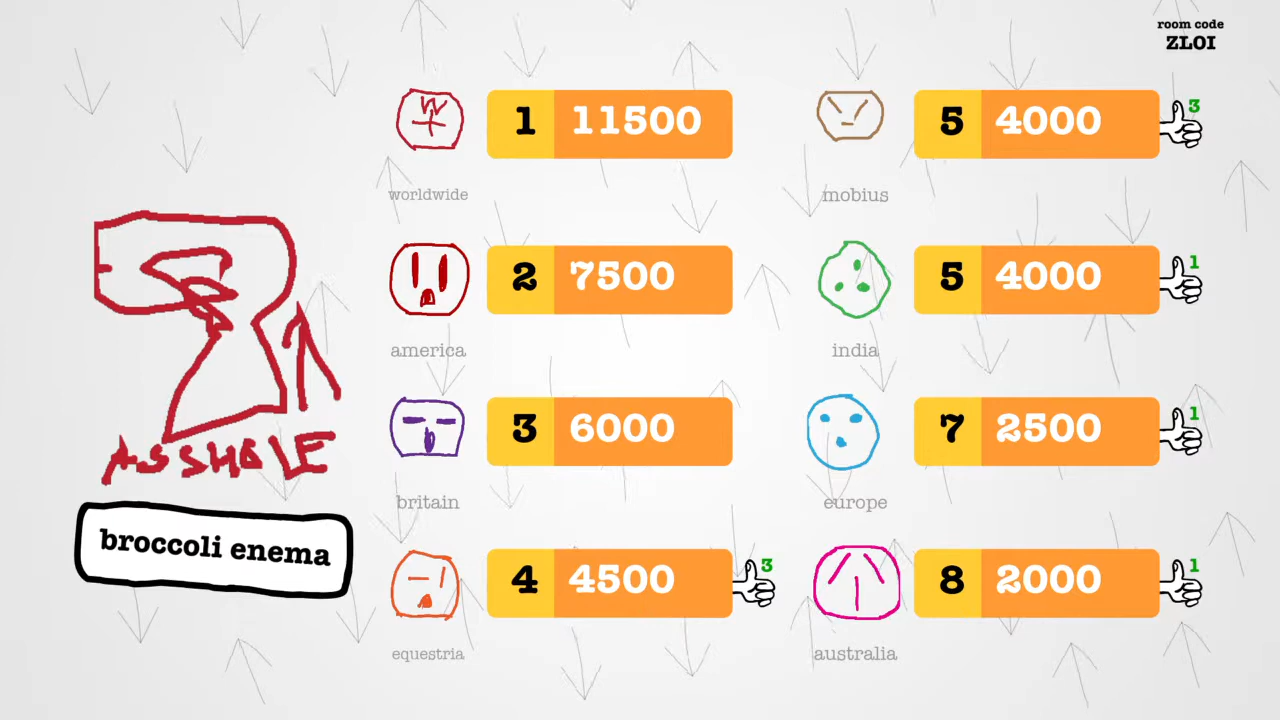 room code
ZLOI
1 11500
worldwide
5 4000
3
mobius
2 7500
america
5 4000
1
india
ASSHOLE
broccoli enema
3 6000
britain
7 2500
1
europe
4 4500
3
equestria
8 2000
1
australia